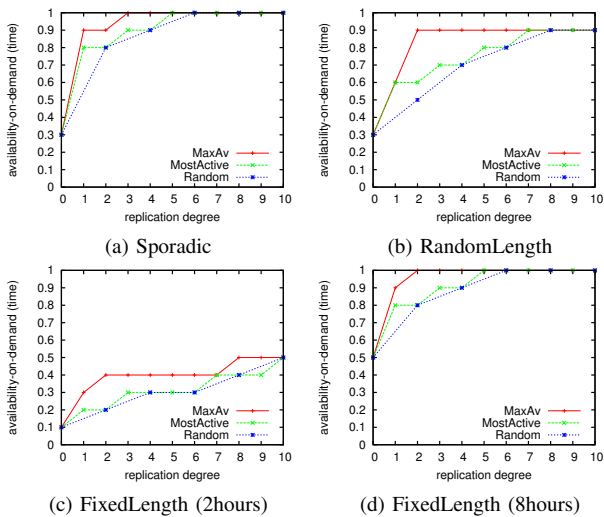 availability-on-demand (time)
1
0.9
0.8
0.7
0.6
0.5
0.4
0.3
0.2
0.1
0
MaxAv
MostActive
Random
0 1 2 3 4 5 6 7 8 9 10
replication degree
(a) Sporadic
availability-on-demand (time)
1
0.9
0.8
0.7
0.6
0.5
0.4
0.3
0.2
0.1
0
MaxAv
MostActive
Random
0 1 2 3 4 5 6 7 8 9 10
replication degree
(b) RandomLength
availability-on-demand (time)
1
0.9
0.8
0.7
0.6
0.5
0.4
0.3
0.2
0.1
0
MaxAv
MostActive
Random
0 1 2 3 4 5 6 7 8 9 10
replication degree
(c) FixedLength (2hours)
availability-on-demand (time)
1
0.9
0.8
0.7
0.6
0.5
0.4
0.3
0.2
0.1
0
MaxAv
MostActive
Random
0 1 2 3 4 5 6 7 8 9 10
replication degree
(d) FixedLength (8hours)